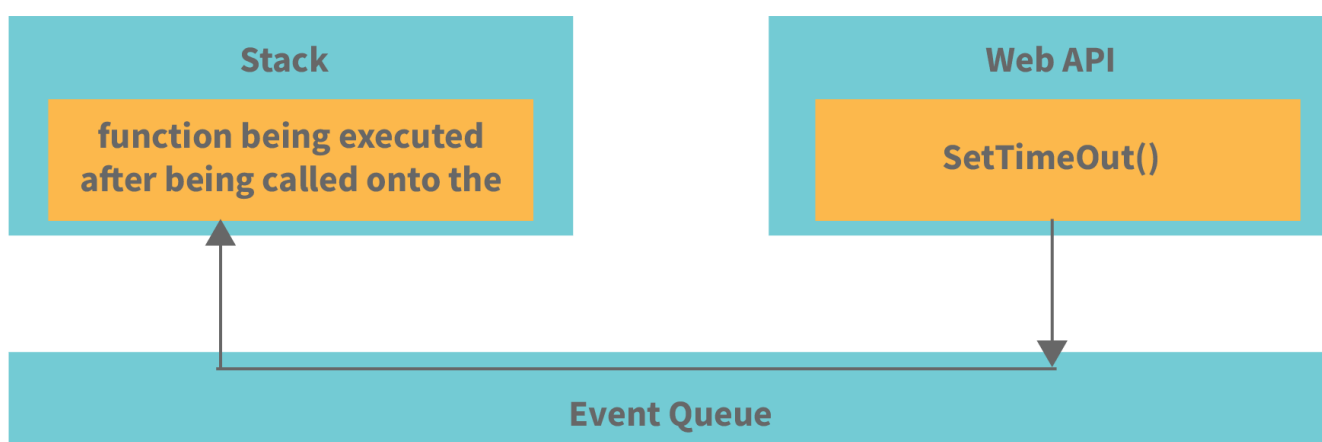 Stack
function being executed
after being called onto the
Web API
SetTimeOut()
Event Queue